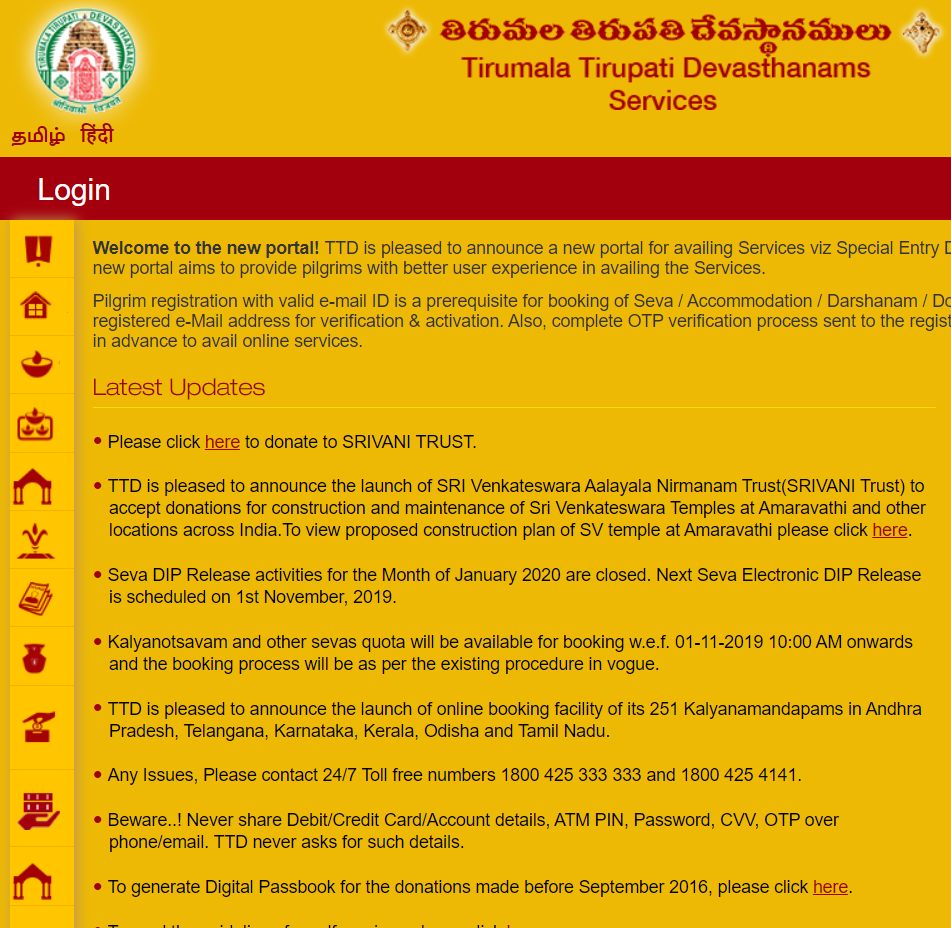 TIRUMALA TIRUPATI DEVASTHANAMS
श्रीनिवासो विजयते
తిరుమల తిరుపతి దేవస్థానములు
Tirumala Tirupati Devasthanams
Services
தமிழ் हिंदी
Login
Welcome to the new portal! TTD is pleased to announce a new portal for availing Services viz Special Entry
new portal aims to provide pilgrims with better user experience in availing the Services.
Pilgrim registration with valid e-mail ID is a prerequisite for booking of Seva / Accommodation / Darshanam /
registered e-Mail address for verification & activation. Also, complete OTP verification process sent to the
in advance to avail online services.
Latest Updates
• Please click here to donate to SRIVANI TRUST.
• TTD is pleased to announce the launch of SRI Venkateswara Aalayala Nirmanam Trust(SRIVANI Trust) to
accept donations for construction and maintenance of Sri Venkateswara Temples at Amaravathi and other
locations across India.To view proposed construction plan of SV temple at Amaravathi please click here.
• Seva DIP Release activities for the Month of January 2020 are closed. Next Seva Electronic DIP Release
is scheduled on 1st November, 2019.
• Kalyanotsavam and other sevas quota will be available for booking w.e.f. 01-11-2019 10:00 AM onwards
and the booking process will be as per the existing procedure in vogue.
• TTD is pleased to announce the launch of online booking facility of its 251 Kalyanamandapams in Andhra
Pradesh, Telangana, Karnataka, Kerala, Odisha and Tamil Nadu.
• Any Issues, Please contact 24/7 Toll free numbers 1800 425 333 333 and 1800 425 4141.
• Beware..! Never share Debit/Credit Card/Account details, ATM PIN, Password, CVV, OTP over
phone/email. TTD never asks for such details.
• To generate Digital Passbook for the donations made before September 2016, please click here.